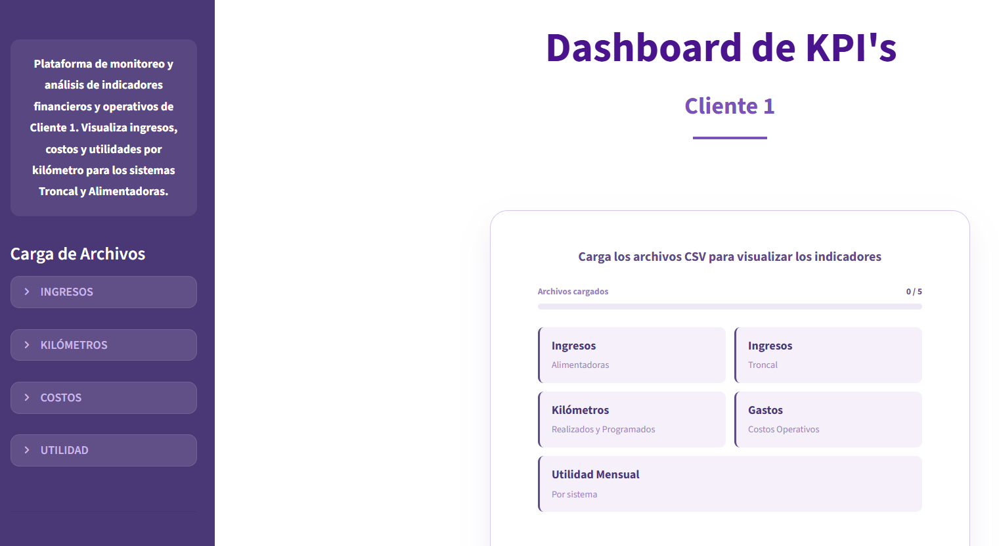 Plataforma de monitoreo y
análisis de indicadores
financieros y operativos de
Cliente 1. Visualiza ingresos,
costos y utilidades por
kilómetro para los sistemas
Troncal y Alimentadoras.
Carga de Archivos
INGRESOS
KILÓMETROS
COSTOS
UTILIDAD
Dashboard de KPI's
Cliente 1
Carga los archivos CSV para visualizar los indicadores
Archivos cargados 0 / 5
Ingresos
Alimentadoras
Ingresos
Troncal
Kilómetros
Realizados y Programados
Gastos
Costos Operativos
Utilidad Mensual
Por sistema